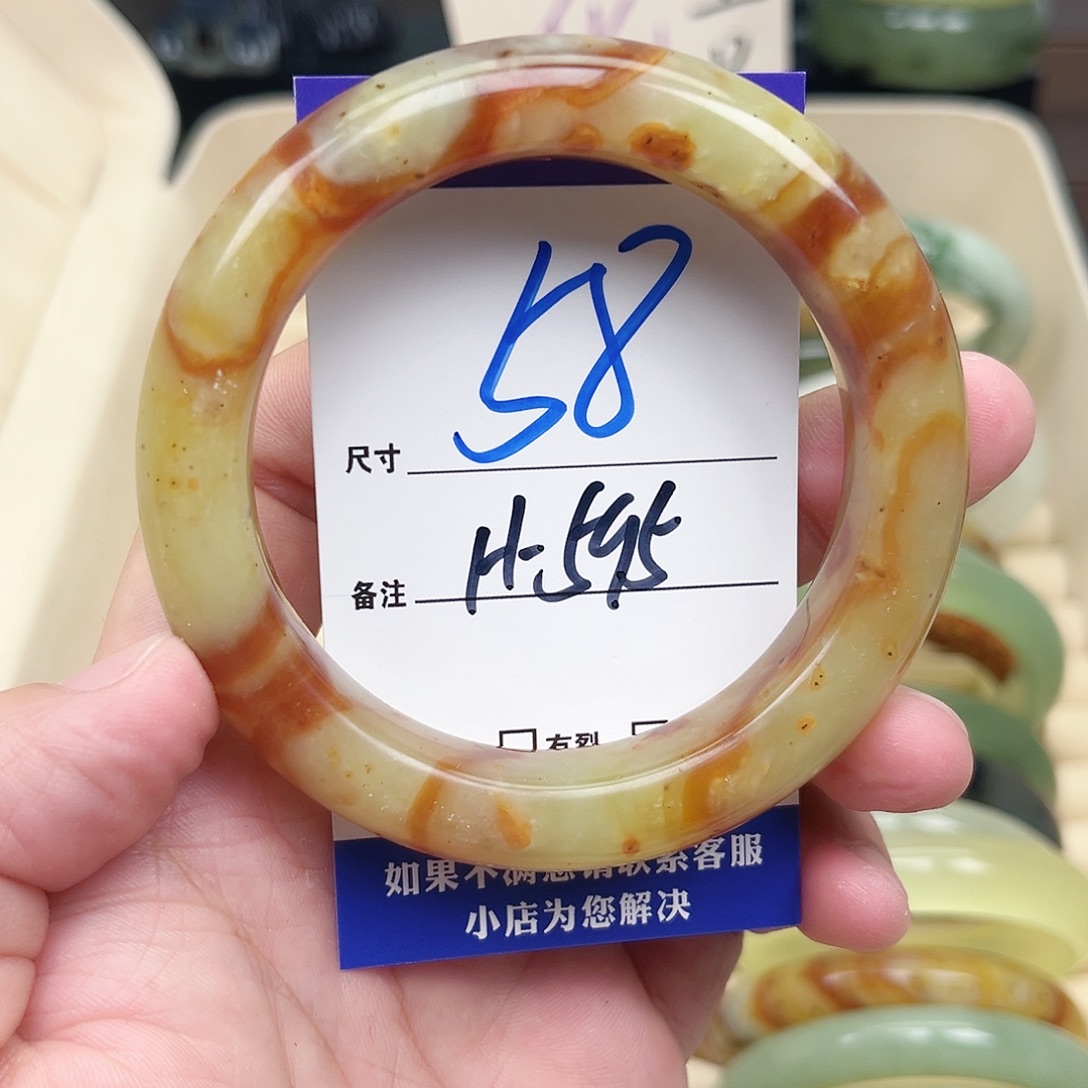 58
尺寸
H-595
备注
□有裂
如果不满意请联系客服
小店为您解决